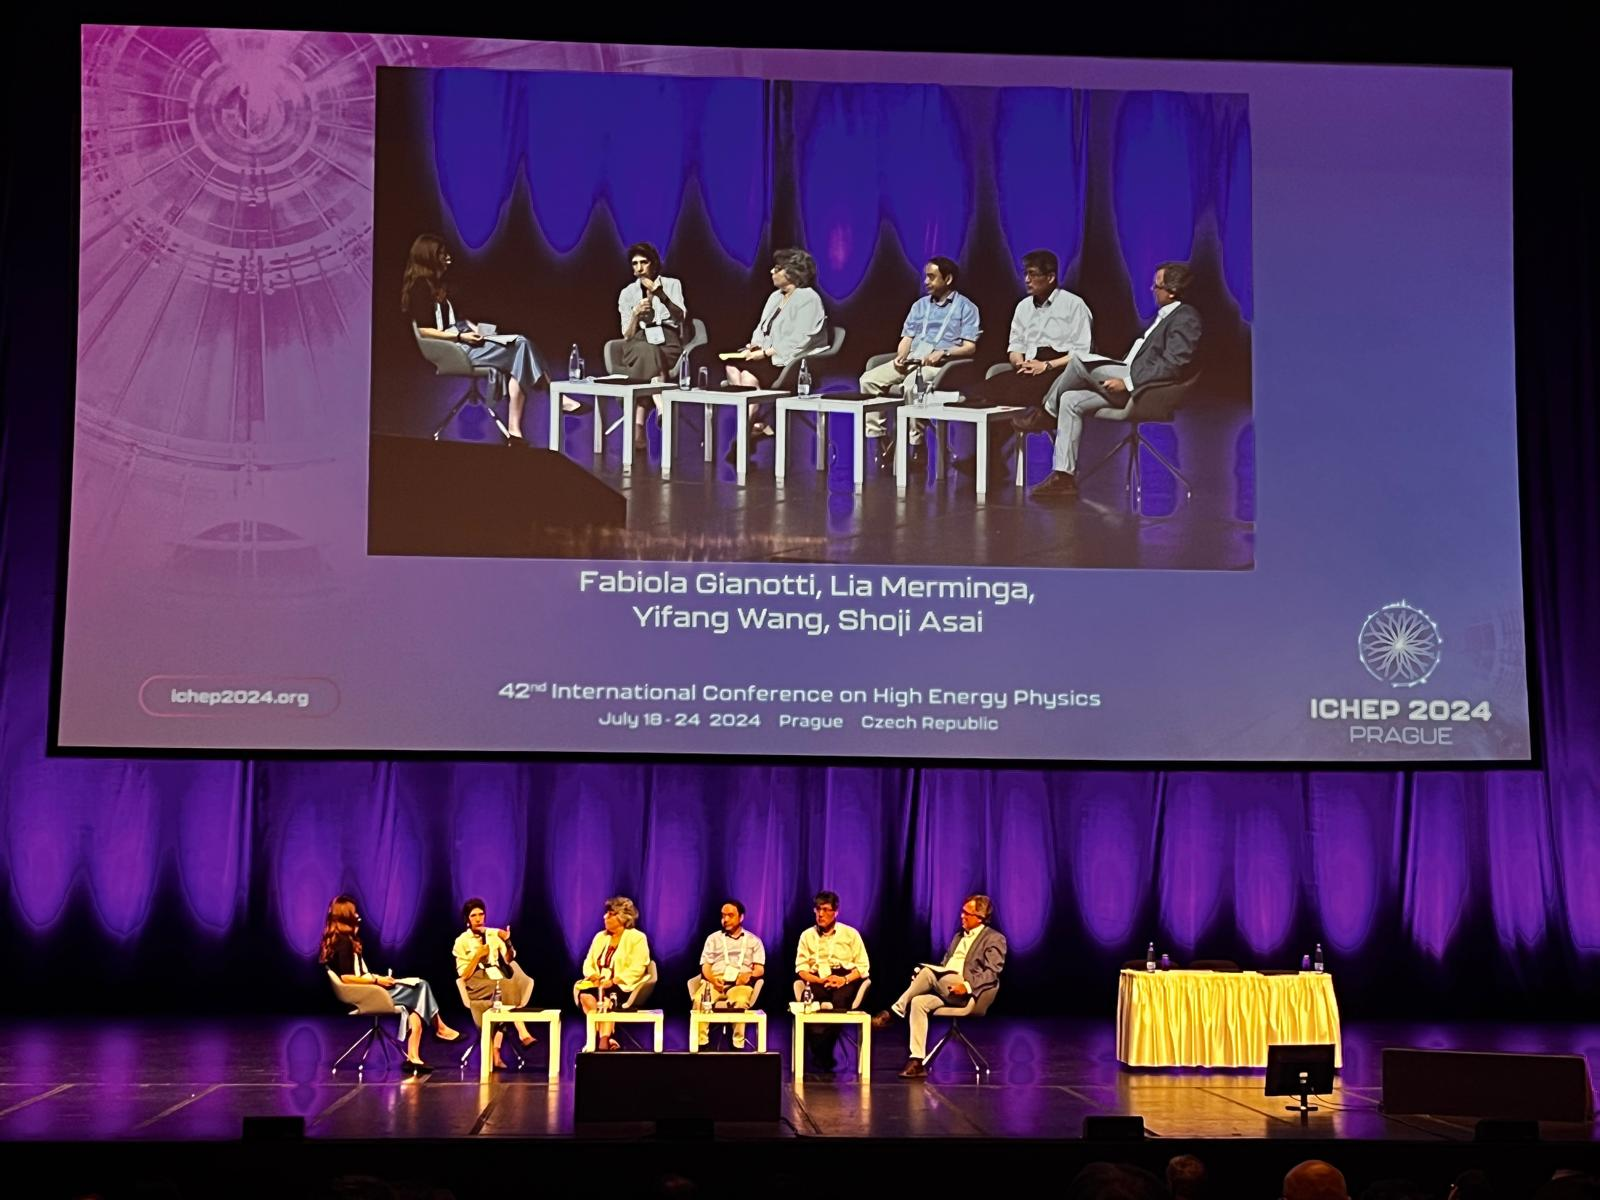 Fabiola Gianotti, Lia Merminga,
Yifang Wang, Shoji Asai
ichep2024.org
42nd International Conference on High Energy Physics
July 18 - 24 2024 Prague Czech Republic
ICHEP 2024
PRAGUE